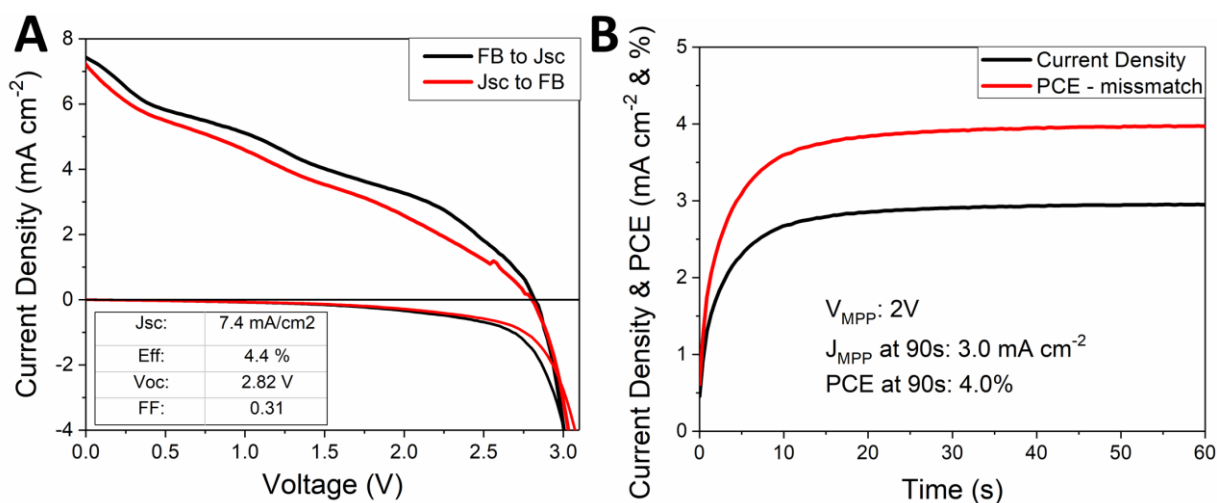 A
8
6
4
2
0
-2
-4
Current Density (mA cm⁻²)
FB to Jsc
Jsc to FB
Jsc: 7.4 mA/cm2
Eff: 4.4 %
Voc: 2.82 V
FF: 0.31
0.0 0.5 1.0 1.5 2.0 2.5 3.0
Voltage (V)
B
5
4
3
2
1
0
Current Density & PCE (mA cm⁻² & %)
Current Density
PCE - missmatch
V_MPP: 2V
J_MPP at 90s: 3.0 mA cm⁻²
PCE at 90s: 4.0%
0 10 20 30 40 50 60
Time (s)